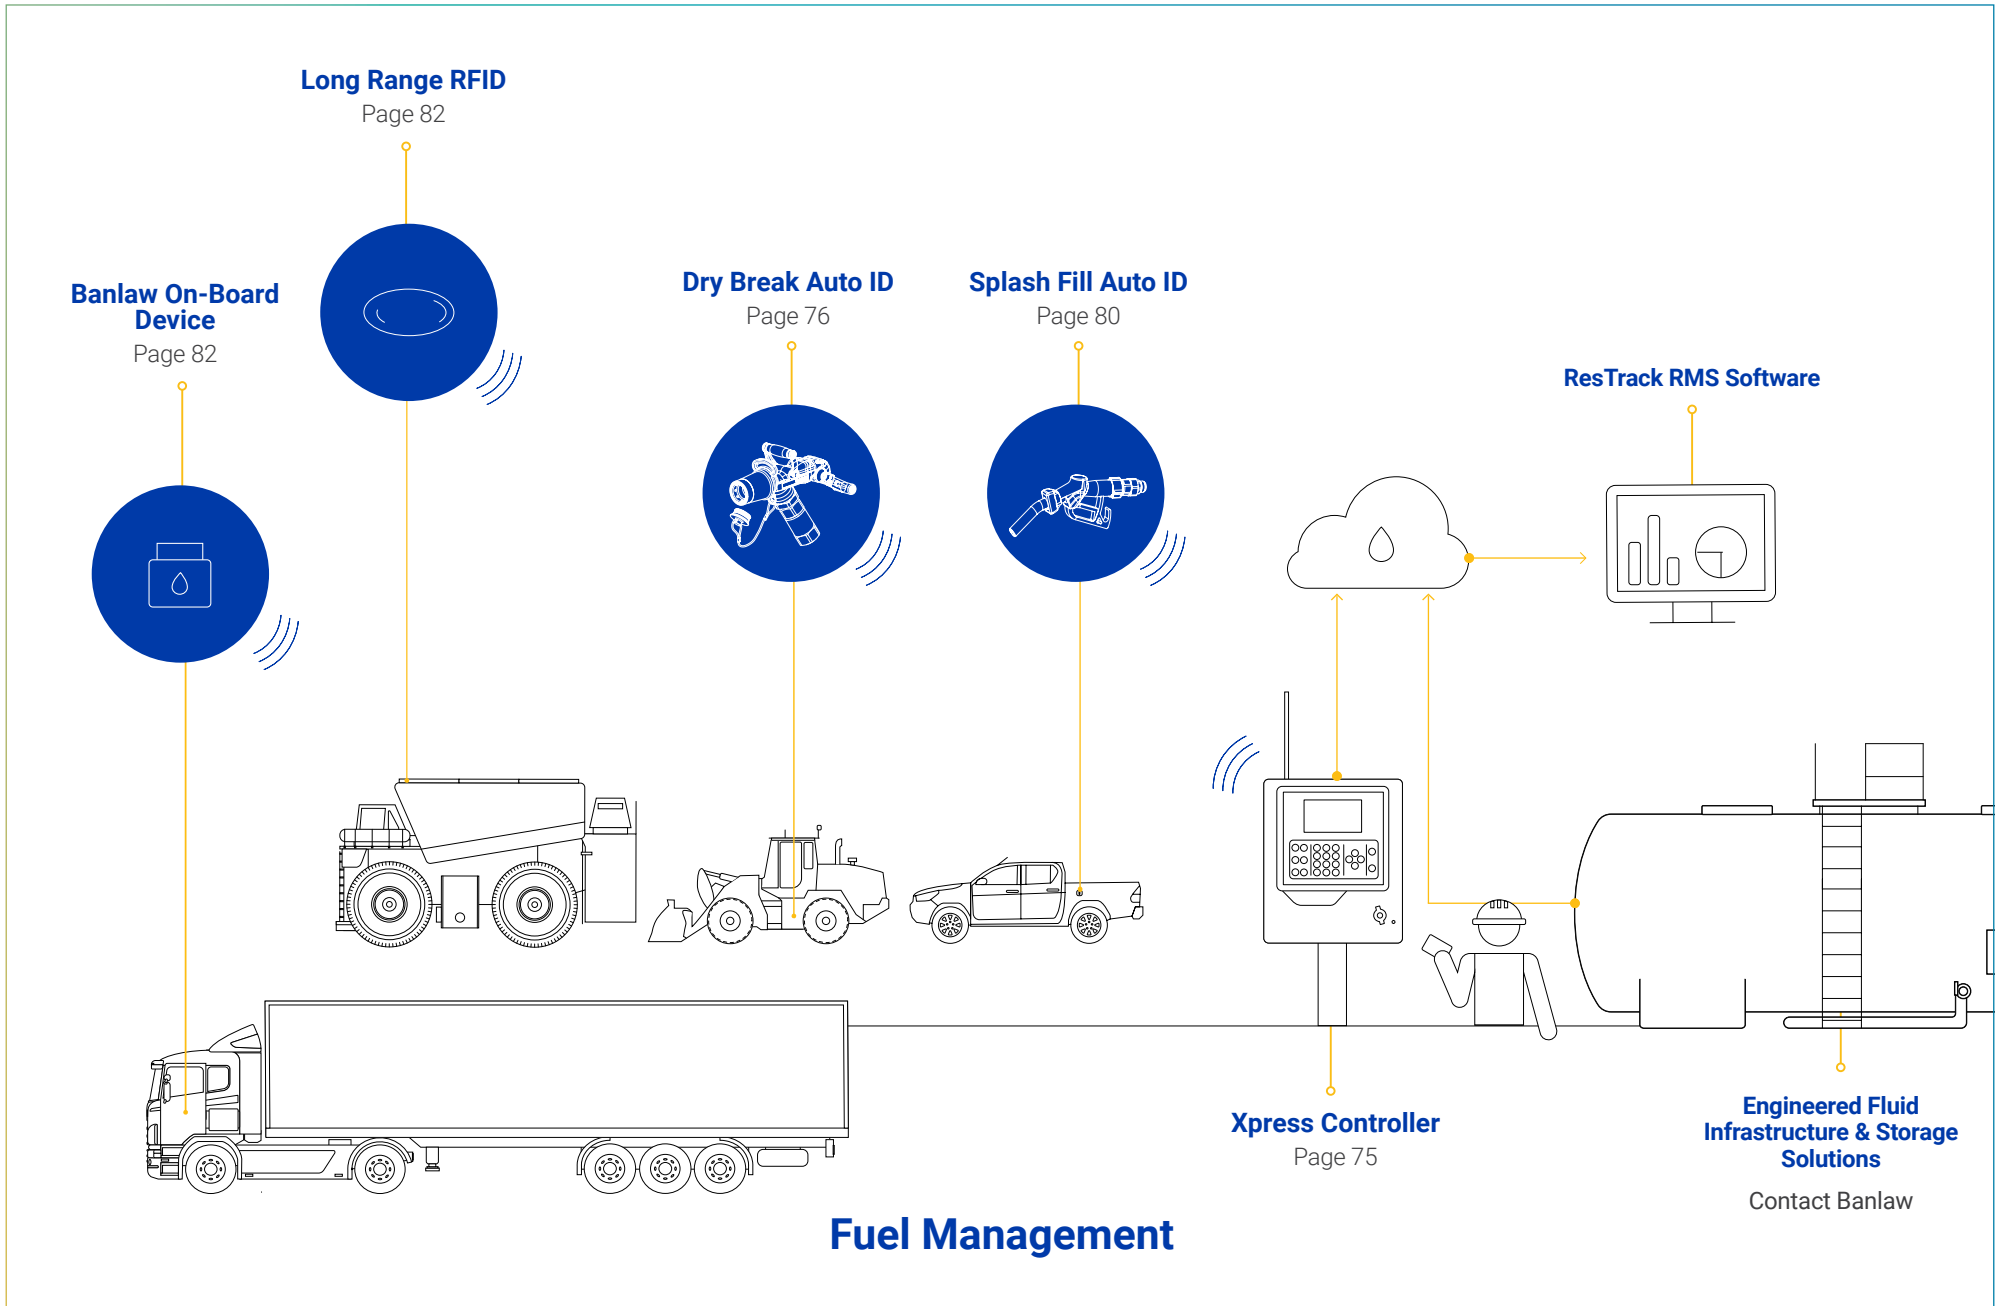 Long Range RFID
Page 82
Banlaw On-Board
Device
Page 82
Dry Break Auto ID
Page 76
Splash Fill Auto ID
Page 80
ResTrack RMS Software
Xpress Controller
Page 75
Engineered Fluid
Infrastructure & Storage
Solutions
Contact Banlaw
Fuel Management